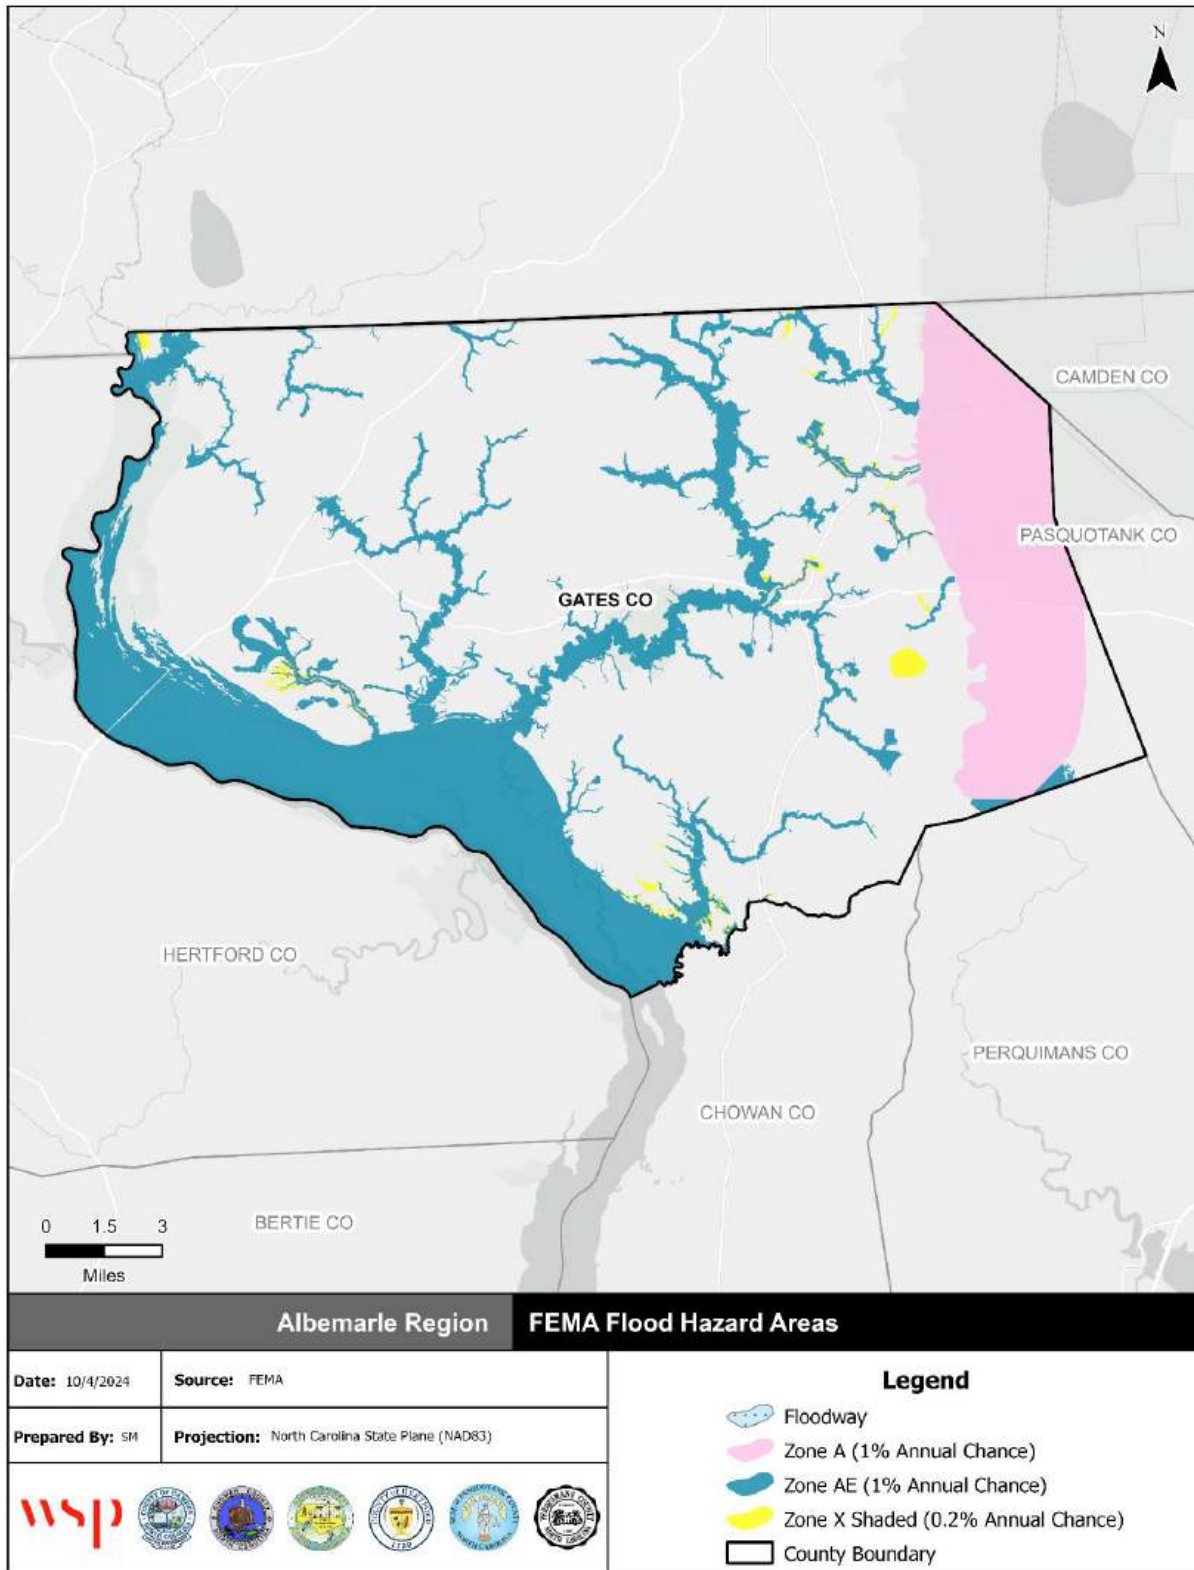 N
CAMDEN CO
PASQUOTANK CO
GATES CO
HERTFORD CO
PERQUIMANS CO
CHOWAN CO
BERTIE CO
0 1.5 3
Miles
Albemarle Region FEMA Flood Hazard Areas
Date: 10/4/2024 Source: FEMA
Prepared By: SM Projection: North Carolina State Plane (NAD83)
wsp
Legend
Floodway
Zone A (1% Annual Chance)
Zone AE (1% Annual Chance)
Zone X Shaded (0.2% Annual Chance)
County Boundary